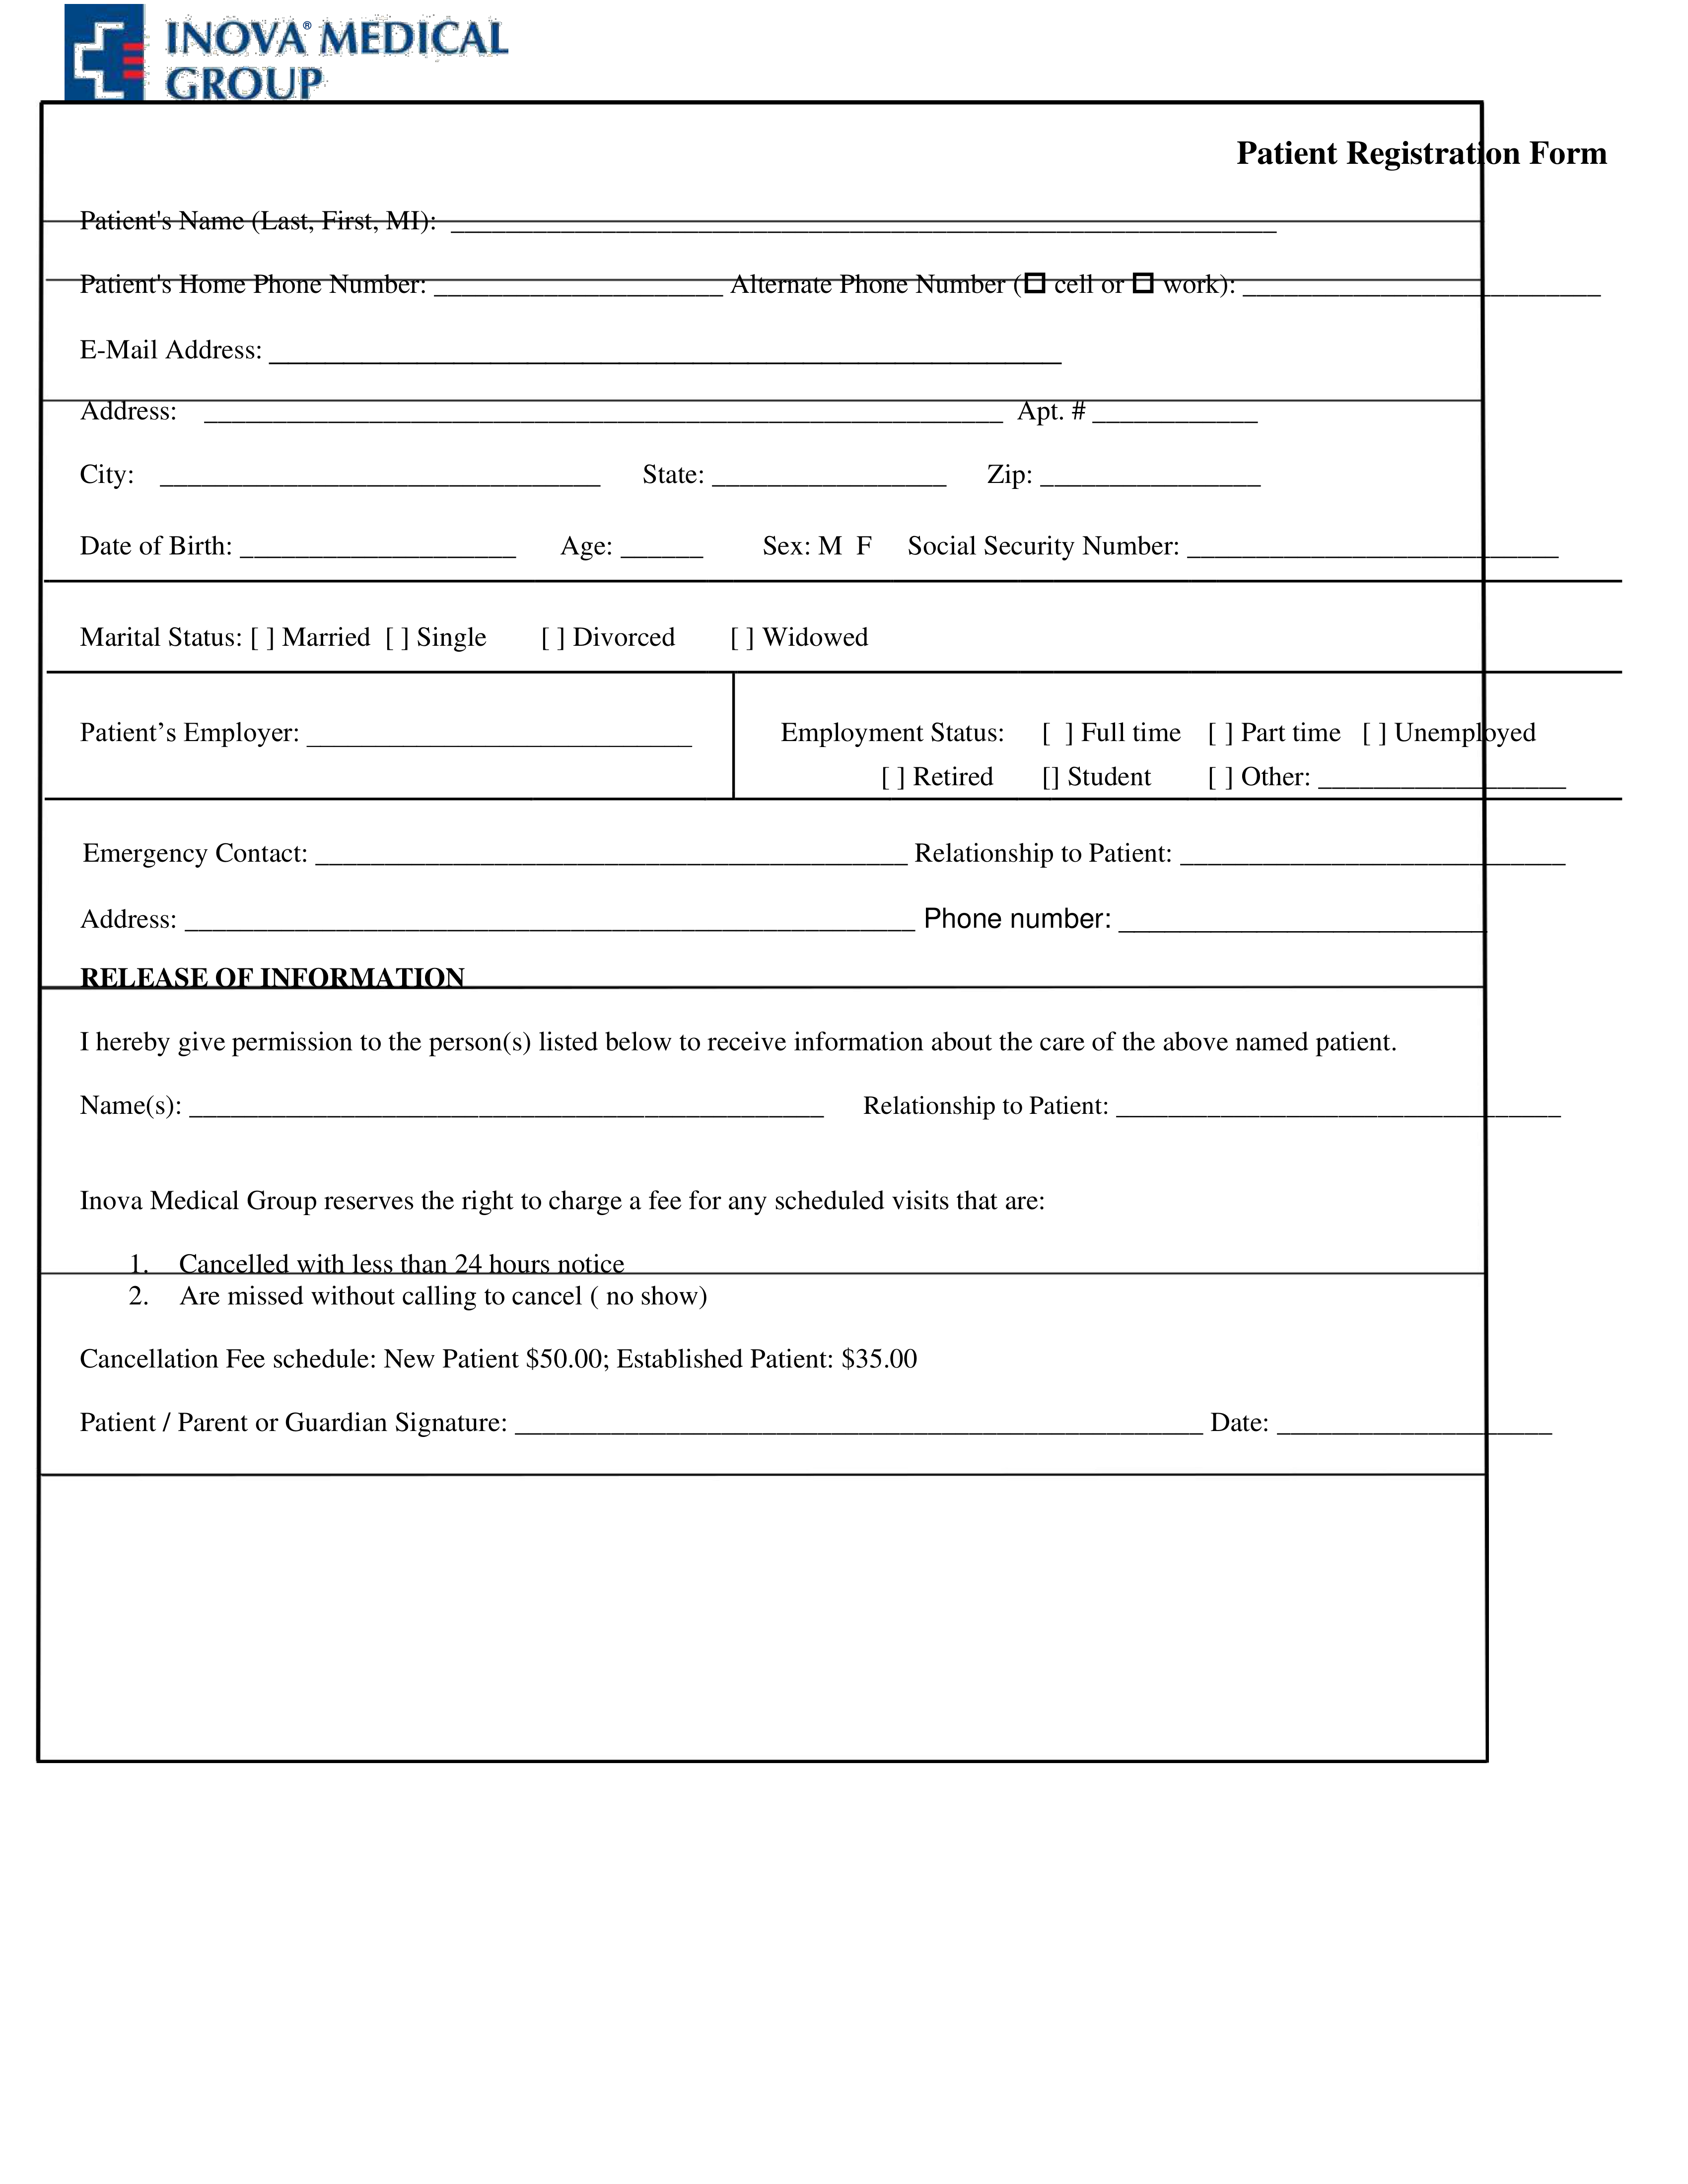 INOVA® MEDICAL
GROUP
Patient Registration Form
Patient's Name (Last, First, MI): ____________________________________________________________
Patient's Home Phone Number: _____________________ Alternate Phone Number (☐ cell or ☐ work): __________________________
E-Mail Address: __________________________________________________________
Address: __________________________________________________________ Apt. # ____________
City: ________________________________ State: _________________ Zip: ________________
Date of Birth: ____________________ Age: ______ Sex: M F Social Security Number: ___________________________
Marital Status: [ ] Married [ ] Single [ ] Divorced [ ] Widowed
Patient’s Employer: ____________________________ Employment Status: [ ] Full time [ ] Part time [ ] Unemployed
[ ] Retired [] Student [ ] Other: __________________
Emergency Contact: ___________________________________________ Relationship to Patient: ____________________________
Address: _____________________________________________________ Phone number: ________________________
RELEASE OF INFORMATION
I hereby give permission to the person(s) listed below to receive information about the care of the above named patient.
Name(s): ______________________________________________ Relationship to Patient: ________________________________
Inova Medical Group reserves the right to charge a fee for any scheduled visits that are:
1. Cancelled with less than 24 hours notice
2. Are missed without calling to cancel ( no show)
Cancellation Fee schedule: New Patient $50.00; Established Patient: $35.00
Patient / Parent or Guardian Signature: __________________________________________________ Date: ____________________